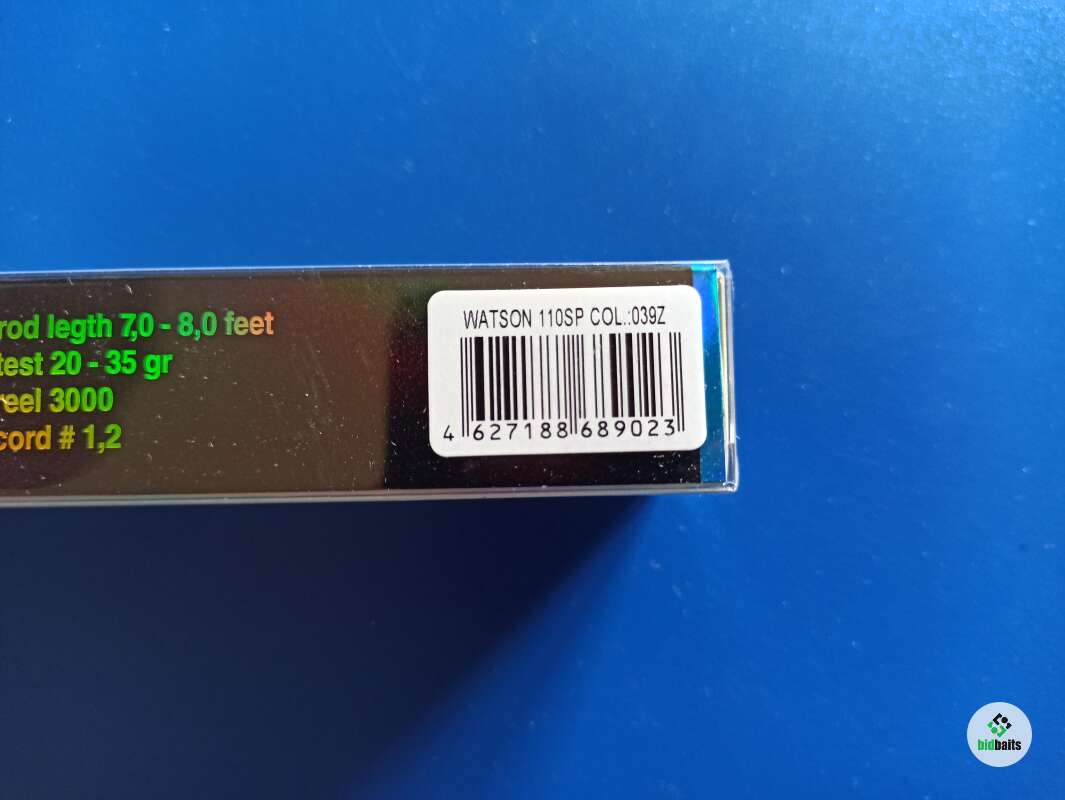 rod legth 7,0 - 8,0 feet
test 20 - 35 gr
reel 3000
cord # 1,2
WATSON 110SP COL.:039Z
4 627188 689023
bidbaits